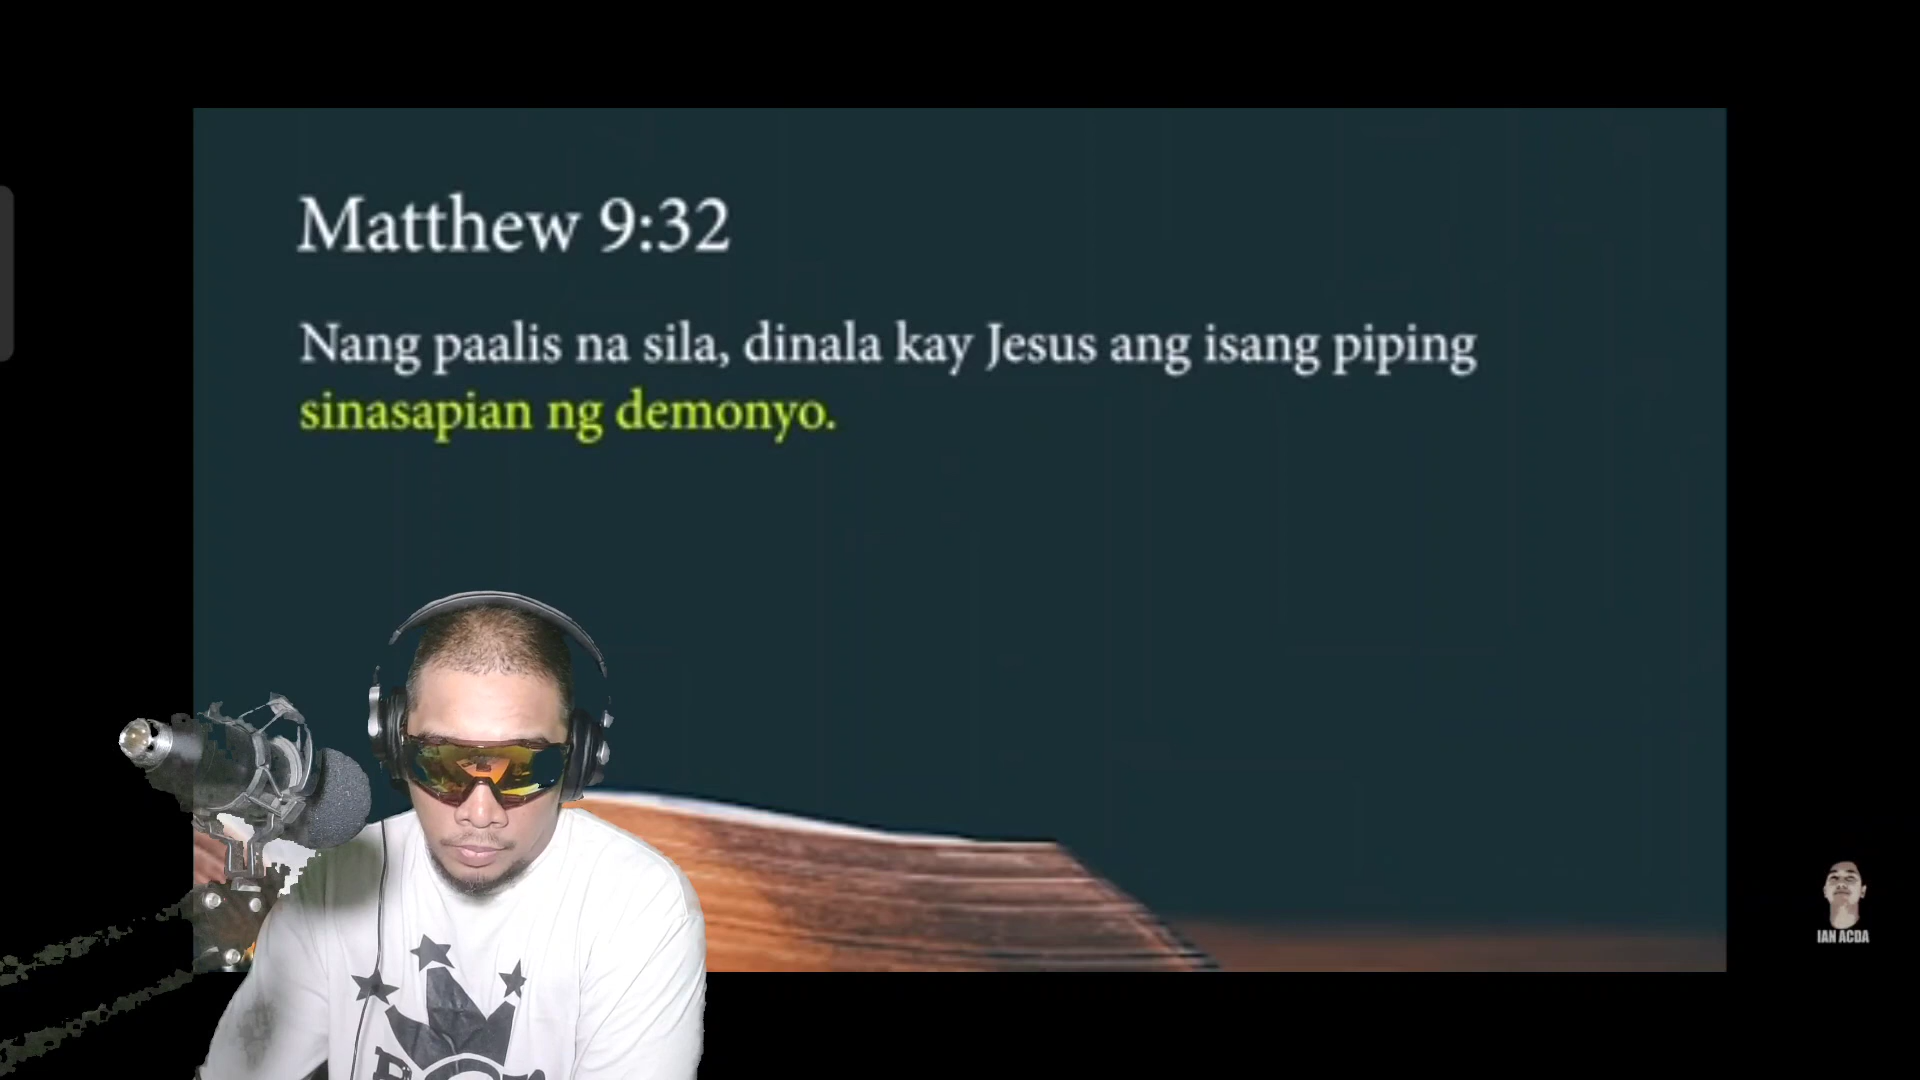 Matthew 9:32
Nang paalis na sila, dinala kay Jesus ang isang piping
sinasapian ng demonyo.
IAN ACDA